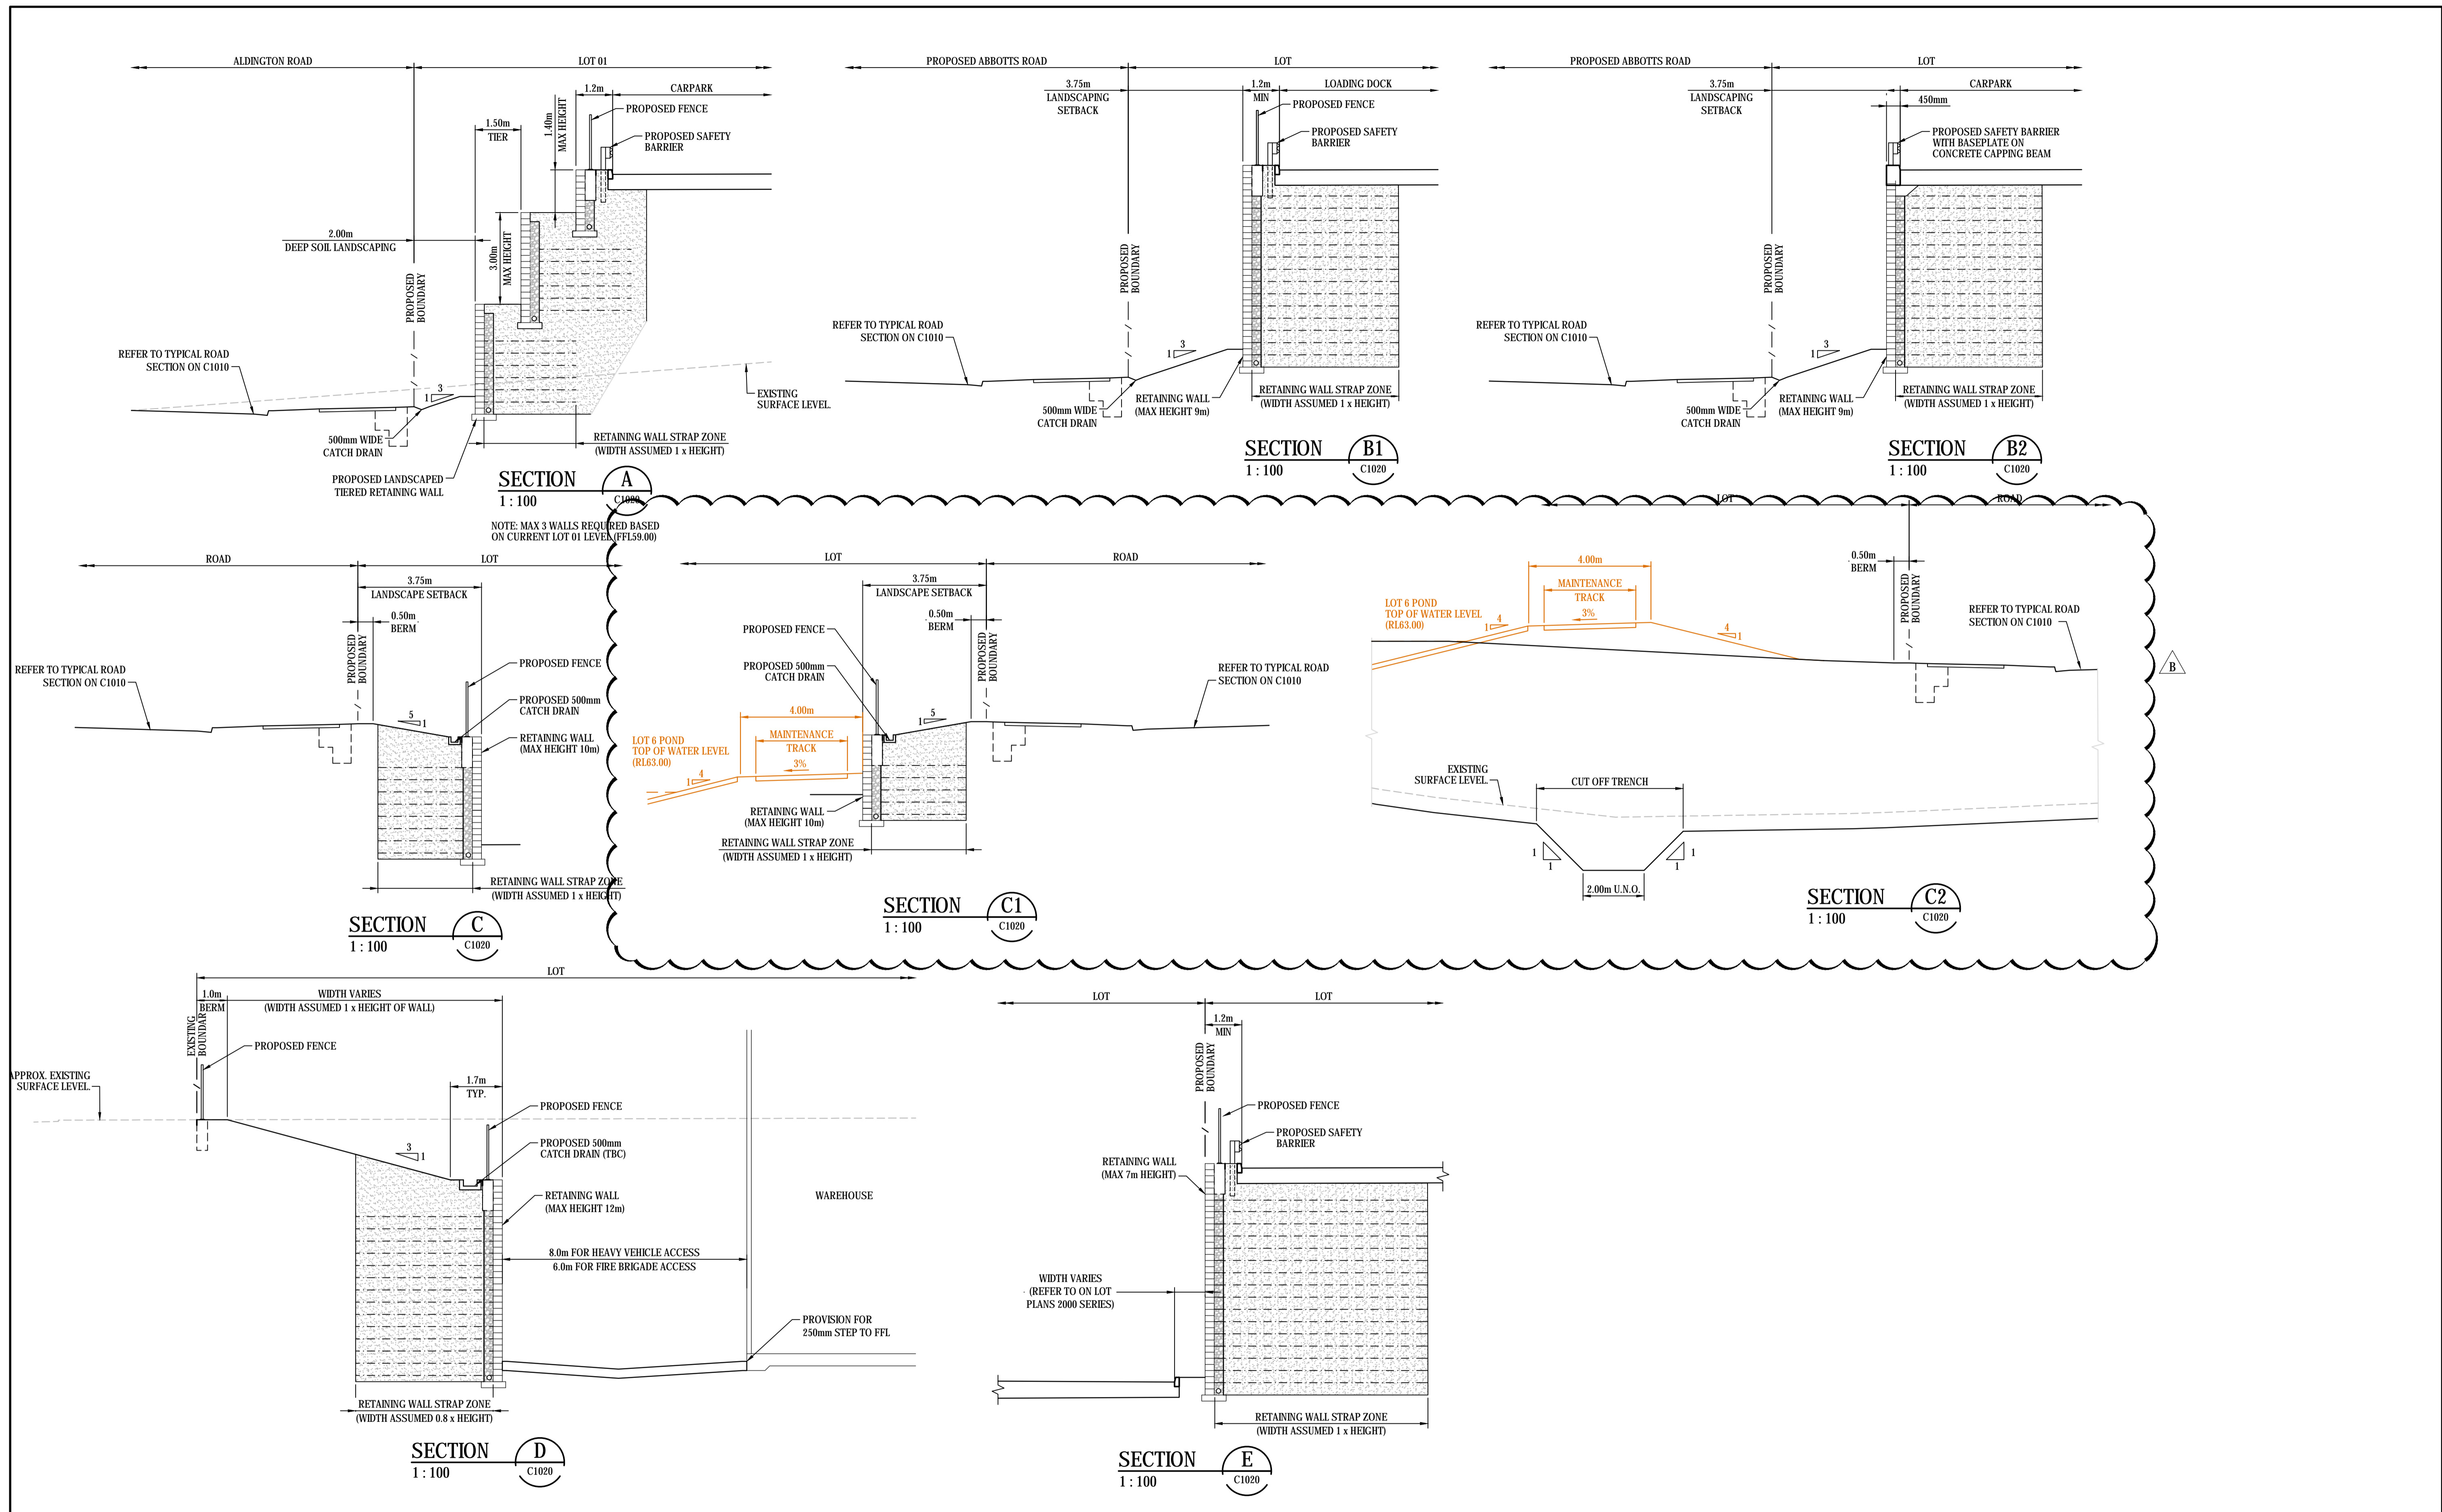 ALDINGTON ROAD
LOT 01
1.2m
CARPARK
1.40m
MAX HEIGHT
PROPOSED FENCE
1.50m
TIER
PROPOSED SAFETY
BARRIER
2.00m
DEEP SOIL LANDSCAPING
3.00m
MAX HEIGHT
PROPOSED
BOUNDARY
REFER TO TYPICAL ROAD
SECTION ON C1010
3
1
EXISTING
SURFACE LEVEL.
500mm WIDE
CATCH DRAIN
RETAINING WALL STRAP ZONE
(WIDTH ASSUMED 1 x HEIGHT)
PROPOSED LANDSCAPED
TIERED RETAINING WALL
SECTION
A
1 : 100
C1020
NOTE: MAX 3 WALLS REQUIRED BASED
ON CURRENT LOT 01 LEVEL (FFL59.00)
PROPOSED ABBOTTS ROAD
LOT
3.75m
LANDSCAPING
SETBACK
1.2m
MIN
LOADING DOCK
PROPOSED FENCE
PROPOSED SAFETY
BARRIER
PROPOSED
BOUNDARY
REFER TO TYPICAL ROAD
SECTION ON C1010
3
1
500mm WIDE
CATCH DRAIN
RETAINING WALL
(MAX HEIGHT 9m)
RETAINING WALL STRAP ZONE
(WIDTH ASSUMED 1 x HEIGHT)
SECTION
B1
1 : 100
C1020
PROPOSED ABBOTTS ROAD
LOT
3.75m
LANDSCAPING
SETBACK
CARPARK
450mm
PROPOSED SAFETY BARRIER
WITH BASEPLATE ON
CONCRETE CAPPING BEAM
PROPOSED
BOUNDARY
REFER TO TYPICAL ROAD
SECTION ON C1010
3
1
500mm WIDE
CATCH DRAIN
RETAINING WALL
(MAX HEIGHT 9m)
RETAINING WALL STRAP ZONE
(WIDTH ASSUMED 1 x HEIGHT)
SECTION
B2
1 : 100
C1020
ROAD
LOT
3.75m
LANDSCAPE SETBACK
0.50m
BERM
PROPOSED
BOUNDARY
PROPOSED FENCE
REFER TO TYPICAL ROAD
SECTION ON C1010
5
1
PROPOSED 500mm
CATCH DRAIN
RETAINING WALL
(MAX HEIGHT 10m)
RETAINING WALL STRAP ZONE
(WIDTH ASSUMED 1 x HEIGHT)
SECTION
C
1 : 100
C1020
LOT
ROAD
3.75m
LANDSCAPE SETBACK
0.50m
BERM
PROPOSED FENCE
PROPOSED
BOUNDARY
PROPOSED 500mm
CATCH DRAIN
REFER TO TYPICAL ROAD
SECTION ON C1010
4.00m
5
1
LOT 6 POND
TOP OF WATER LEVEL
(RL63.00)
MAINTENANCE
TRACK
3%
4
1
RETAINING WALL
(MAX HEIGHT 10m)
RETAINING WALL STRAP ZONE
(WIDTH ASSUMED 1 x HEIGHT)
SECTION
C1
1 : 100
C1020
LOT
ROAD
4.00m
0.50m
BERM
MAINTENANCE
TRACK
3%
PROPOSED
BOUNDARY
LOT 6 POND
TOP OF WATER LEVEL
(RL63.00)
4
1
4
1
REFER TO TYPICAL ROAD
SECTION ON C1010
B
EXISTING
SURFACE LEVEL.
CUT OFF TRENCH
1
1
1
1
2.00m U.N.O.
SECTION
C2
1 : 100
C1020
LOT
1.0m
BERM
WIDTH VARIES
(WIDTH ASSUMED 1 x HEIGHT OF WALL)
EXISTING
BOUNDAR
PROPOSED FENCE
APPROX. EXISTING
SURFACE LEVEL.
1.7m
TYP.
PROPOSED FENCE
3
1
PROPOSED 500mm
CATCH DRAIN (TBC)
RETAINING WALL
(MAX HEIGHT 12m)
WAREHOUSE
8.0m FOR HEAVY VEHICLE ACCESS
6.0m FOR FIRE BRIGADE ACCESS
PROVISION FOR
250mm STEP TO FFL
RETAINING WALL STRAP ZONE
(WIDTH ASSUMED 0.8 x HEIGHT)
SECTION
D
1 : 100
C1020
LOT
LOT
1.2m
MIN
PROPOSED
BOUNDARY
PROPOSED FENCE
PROPOSED SAFETY
BARRIER
RETAINING WALL
(MAX 7m HEIGHT)
WIDTH VARIES
(REFER TO ON LOT
PLANS 2000 SERIES)
RETAINING WALL STRAP ZONE
(WIDTH ASSUMED 1 x HEIGHT)
SECTION
E
1 : 100
C1020